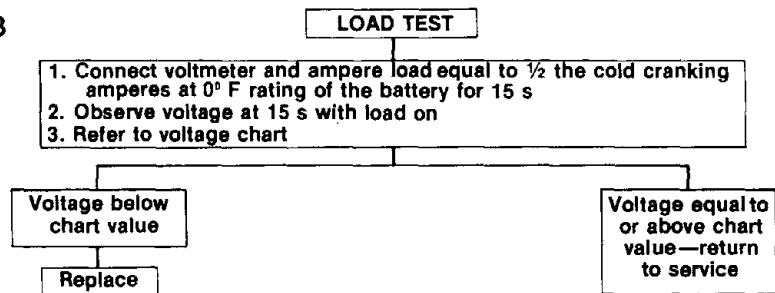 3
LOAD TEST
1. Connect voltmeter and ampere load equal to ½ the cold cranking
amperes at 0° F rating of the battery for 15 s
2. Observe voltage at 15 s with load on
3. Refer to voltage chart
Voltage below
chart value
Replace
Voltage equal to
or above chart
value—return
to service